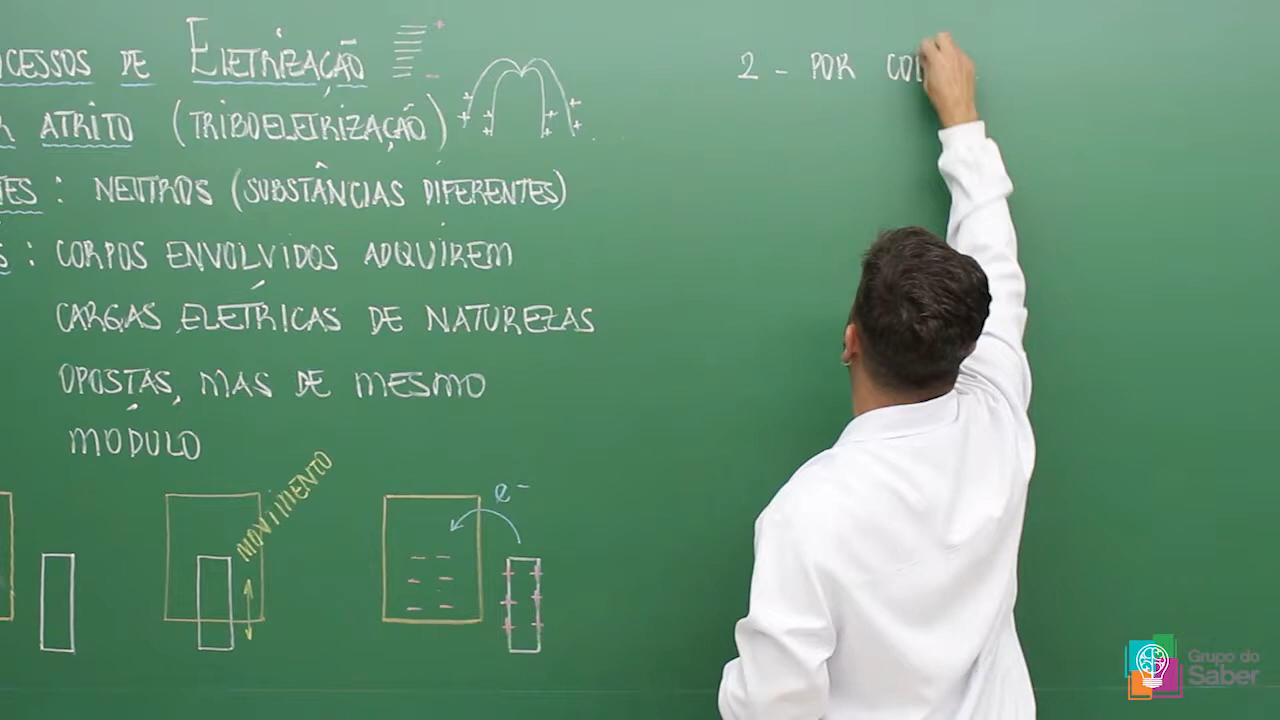 CESSOS DE ELETRIZAÇÃO
R ATRITO (TRIBOELETRIZAÇÃO)
TES : NEUTROS (SUBSTÂNCIAS DIFERENTES)
S : CORPOS ENVOLVIDOS ADQUIREM
CARGAS ELÉTRICAS DE NATUREZAS
OPOSTAS, MAS DE MESMO
MÓDULO
MOVIMENTO
e⁻
2 - POR CO
Grupo do
Saber